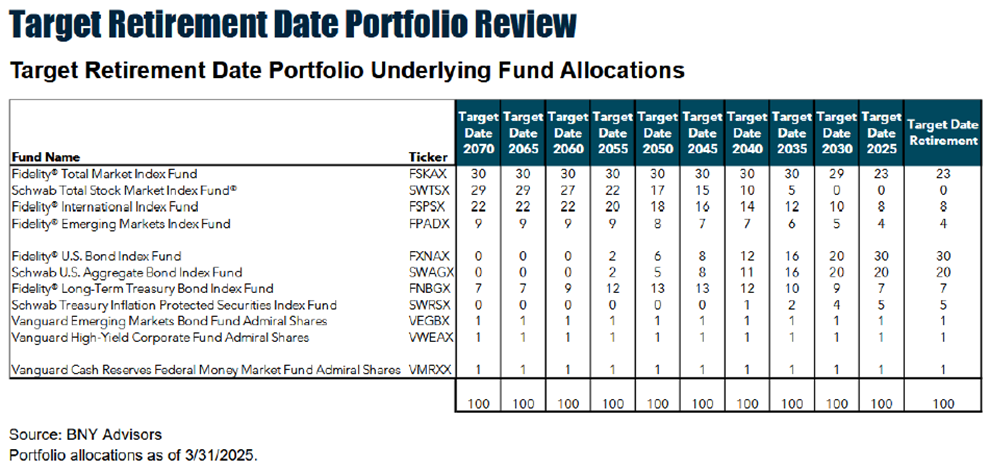 Target Retirement Date Portfolio Review
Target Retirement Date Portfolio Underlying Fund Allocations
Fund Name Ticker Target Date 2070 Target Date 2065 Target Date 2060 Target Date 2055 Target Date 2050 Target Date 2045 Target Date 2040 Target Date 2035 Target Date 2030 Target Date 2025 Target Date Retirement
Fidelity® Total Market Index Fund FSKAX 30 30 30 30 30 30 30 30 29 23 23
Schwab Total Stock Market Index Fund® SWTSX 29 29 27 22 17 15 10 5 0 0 0
Fidelity® International Index Fund FSPSX 22 22 22 20 18 16 14 12 10 8 8
Fidelity® Emerging Markets Index Fund FPADX 9 9 9 9 8 7 7 6 5 4 4
Fidelity® U.S. Bond Index Fund FXNAX 0 0 0 2 6 8 12 16 20 30 30
Schwab U.S. Aggregate Bond Index Fund SWAGX 0 0 0 2 5 8 11 16 20 20 20
Fidelity® Long-Term Treasury Bond Index Fund FNBGX 7 7 9 12 13 13 12 10 9 7 7
Schwab Treasury Inflation Protected Securities Index Fund SWRSX 0 0 0 0 0 0 1 2 4 5 5
Vanguard Emerging Markets Bond Fund Admiral Shares VEGBX 1 1 1 1 1 1 1 1 1 1 1
Vanguard High-Yield Corporate Fund Admiral Shares VWEAX 1 1 1 1 1 1 1 1 1 1 1
Vanguard Cash Reserves Federal Money Market Fund Admiral Shares VMRXX 1 1 1 1 1 1 1 1 1 1 1
100 100 100 100 100 100 100 100 100 100 100
Source: BNY Advisors
Portfolio allocations as of 3/31/2025.